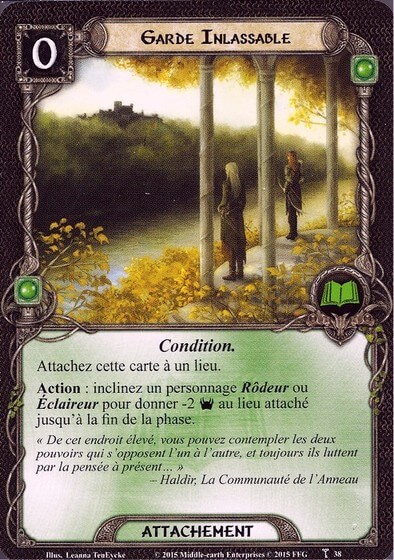 0
GARDE INLASSABLE
Condition.
Attachez cette carte à un lieu.
Action : inclinez un personnage Rôdeur ou
Éclaireur pour donner -2 au lieu attaché
jusqu'à la fin de la phase.
« De cet endroit élevé, vous pouvez contempler les deux
pouvoirs qui s'opposent l'un à l'autre, et toujours ils luttent
par la pensée à présent… »
– Haldir, La Communauté de l'Anneau
ATTACHEMENT
Illus. Leanna TenEycke © 2015 Middle-earth Enterprises © 2015 FFG 38